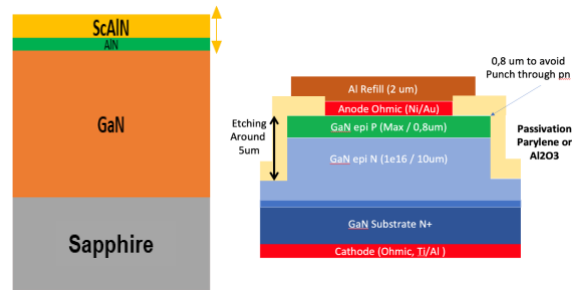 ScAlN
AlN
GaN
Sapphire
0,8 um to avoid
Punch through pn
Al Refill (2 um)
Anode Ohmic (Ni/Au)
Etching
Around
5um
GaN epi P (Max / 0,8um)
Passivation
Parylene or
Al2O3
GaN epi N (1e16 / 10um)
GaN Substrate N+
Cathode (Ohmic, Ti/Al )